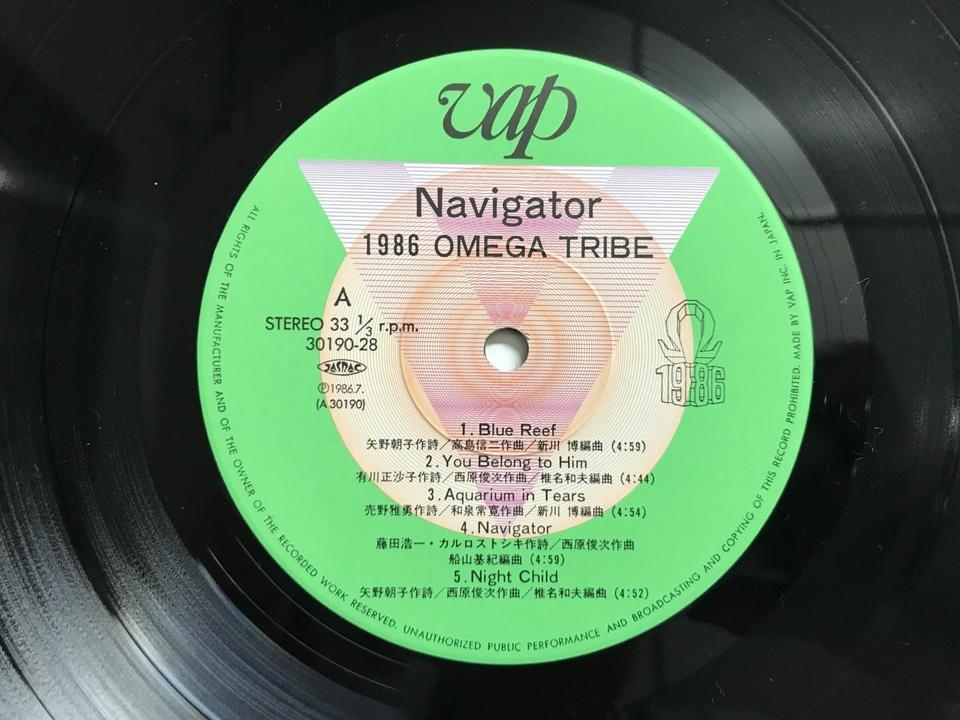 vap
Navigator
1986 OMEGA TRIBE
A
STEREO 33 1/3 r.p.m.
30190-28
JASRAC
Ⓟ1986.7.
(A 30190)
Ω
1986
1. Blue Reef
矢野朝子作詩／高島信二作曲／新川 博編曲 (4:59)
2. You Belong to Him
有川正沙子作詩／西原俊次作曲／椎名和夫編曲 (4:44)
3. Aquarium in Tears
売野雅勇作詩／和泉常寛作曲／新川 博編曲 (4:54)
4. Navigator
藤田浩一・カルロストシキ作詩／西原俊次作曲
船山基紀編曲 (4:59)
5. Night Child
矢野朝子作詩／西原俊次作曲／椎名和夫編曲 (4:52)
ALL RIGHTS OF THE MANUFACTURER AND OF THE OWNER OF THE RECORDED WORK RESERVED. UNAUTHORIZED PUBLIC PERFORMANCE AND BROADCASTING AND COPYING OF THIS RECORD PROHIBITED. MADE BY VAP INC. IN JAPAN.